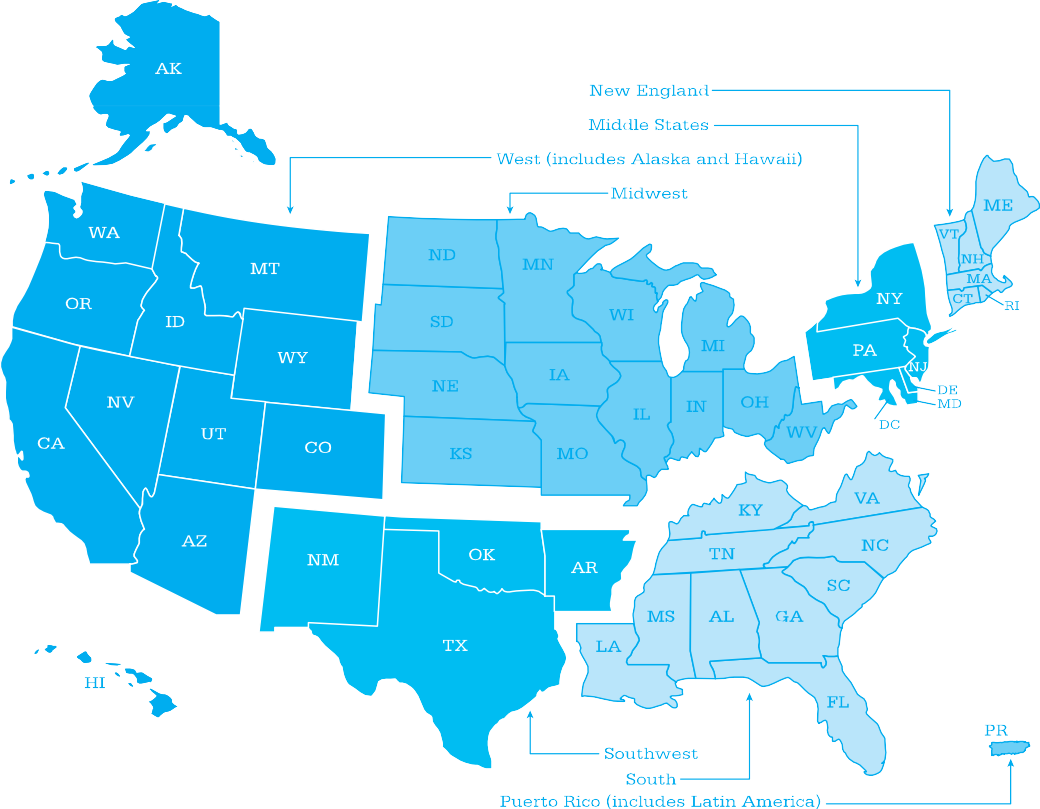 AK
New England
Middle States
West (includes Alaska and Hawaii)
Midwest
ME
WA
VT
ND
NH
MN
MT
MA
NY
CT
RI
OR
ID
SD
WI
MI
PA
WY
NJ
IA
NE
DE
NV
OH
MD
IL
IN
DC
UT
WV
CA
CO
KS
MO
VA
KY
AZ
NC
TN
OK
NM
AR
SC
MS
AL
GA
TX
LA
HI
FL
PR
Southwest
South
Puerto Rico (includes Latin America)